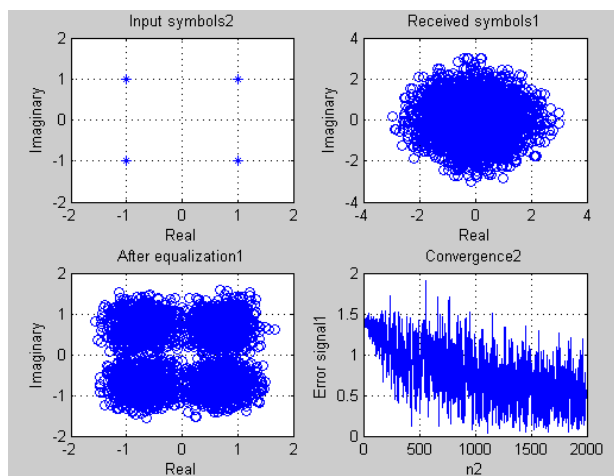 Input symbols2
2
1
0
-1
-2
Imaginary
-2 -1 0 1 2
Real
Received symbols1
4
2
0
-2
-4
Imaginary
-4 -2 0 2 4
Real
After equalization1
2
1
0
-1
-2
Imaginary
-2 -1 0 1 2
Real
Convergence2
2
1.5
1
0.5
0
Error signal1
0 500 1000 1500 2000
n2